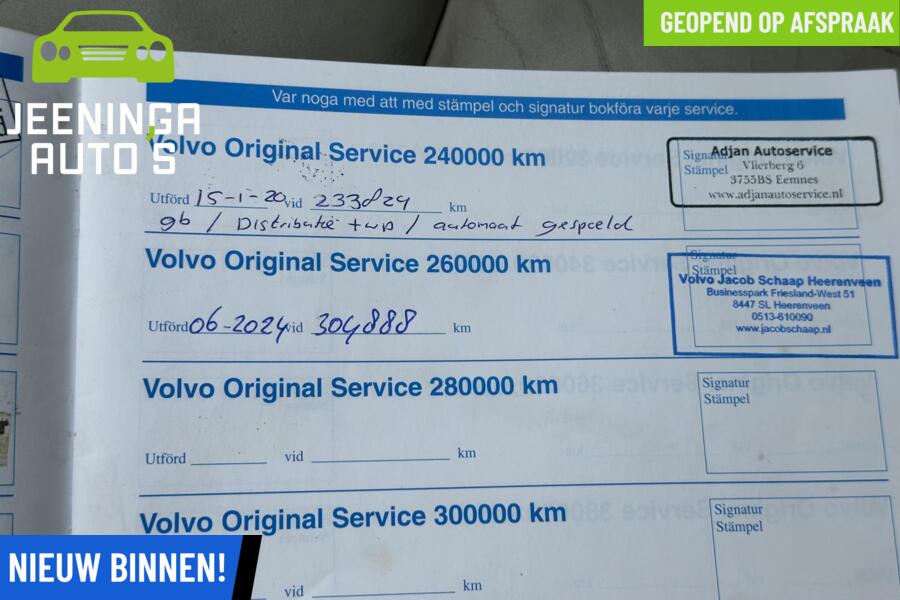 GEOPEND OP AFSPRAAK
JEENINGA
AUTO'S
Var noga med att med stämpel och signatur bokföra varje service.
Volvo Original Service 240000 km
Utförd 15-1-20 vid 233829 km
gb / Distributie + wp / automaat gespoeld
Signatur
Stämpel
Adjan Autoservice
Vlierberg 6
3755BS Eemnes
www.adjanautoservice.nl
Volvo Original Service 260000 km
Utförd 06-2024 vid 304888 km
Signatur
Stämpel
Volvo Jacob Schaap Heerenveen
Businesspark Friesland-West 51
8447 SL Heerenveen
0513-610090
www.jacobschaap.nl
Volvo Original Service 280000 km
Utförd vid km
Signatur
Stämpel
Volvo Original Service 300000 km
vid km
Signatur
Stämpel
NIEUW BINNEN!